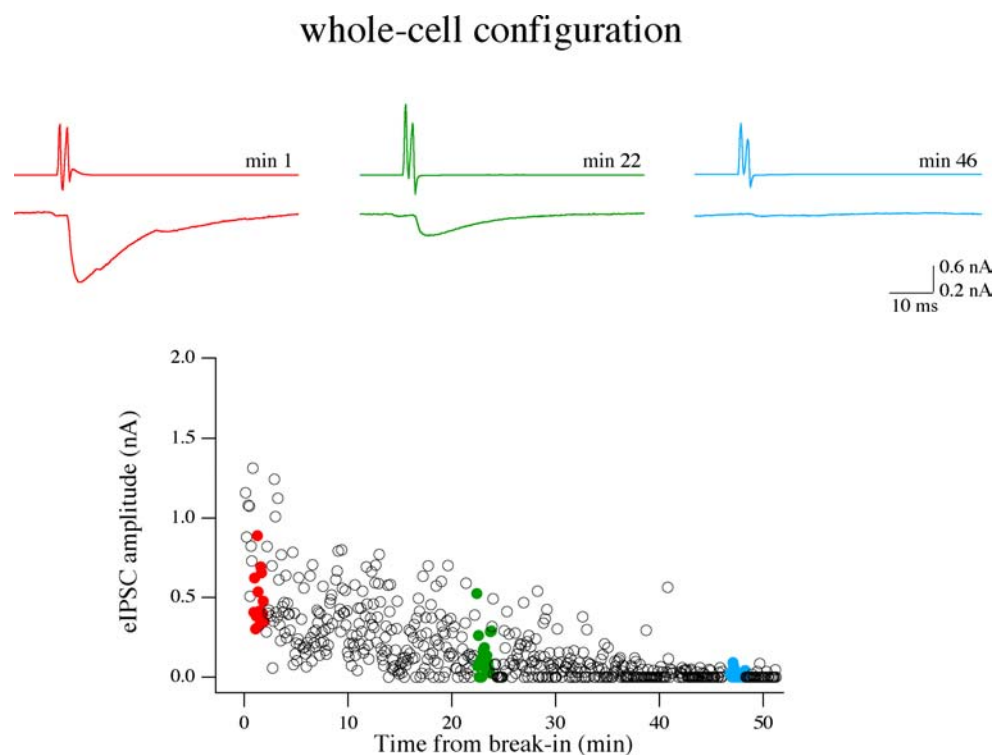 whole-cell configuration
min 1
min 22
min 46
0.6 nA
0.2 nA
10 ms
2.0
1.5
1.0
0.5
0.0
eIPSC amplitude (nA)
0 10 20 30 40 50
Time from break-in (min)